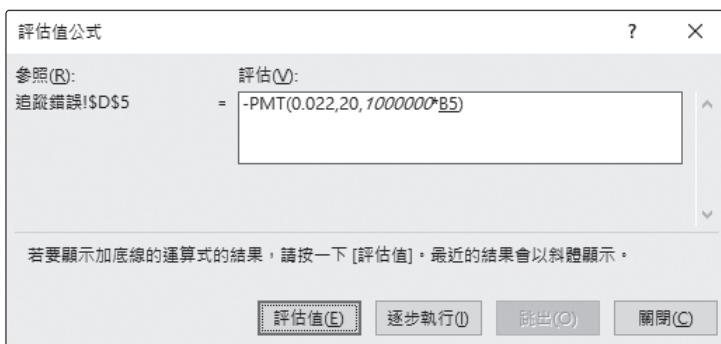 評估值公式 ? ×
參照(R): 評估(V):
追蹤錯誤!$D$5 = -PMT(0.022,20,1000000*B5)
若要顯示加底線的運算式的結果，請按一下 [評估值]。最近的結果會以斜體顯示。
評估值(E) 逐步執行(I) 跳出(O) 關閉(C)